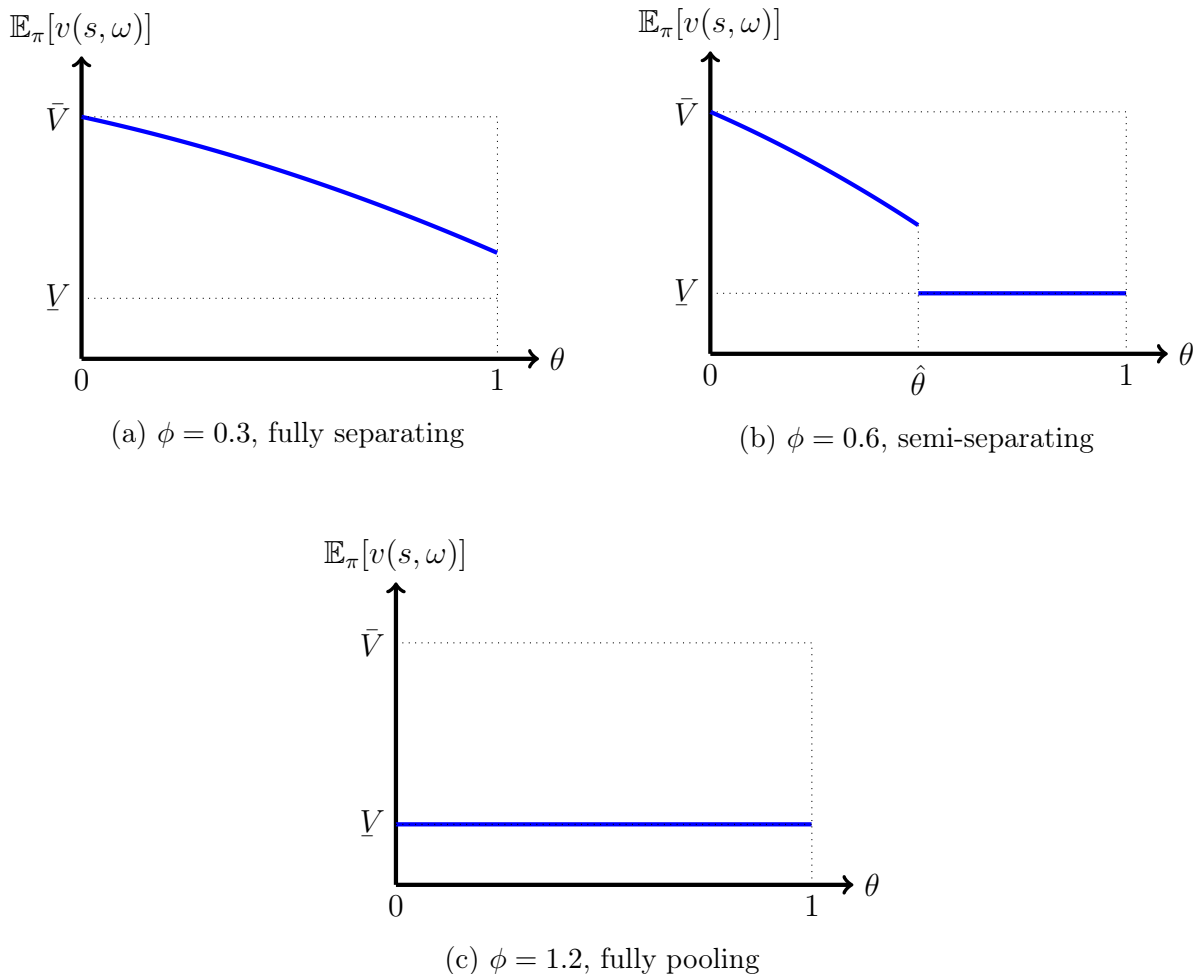 𝔼_π[v(s, ω)]
V̄
V̲
0
1
θ
(a) ϕ = 0.3, fully separating
𝔼_π[v(s, ω)]
V̄
V̲
0
θ̂
1
θ
(b) ϕ = 0.6, semi-separating
𝔼_π[v(s, ω)]
V̄
V̲
0
1
θ
(c) ϕ = 1.2, fully pooling